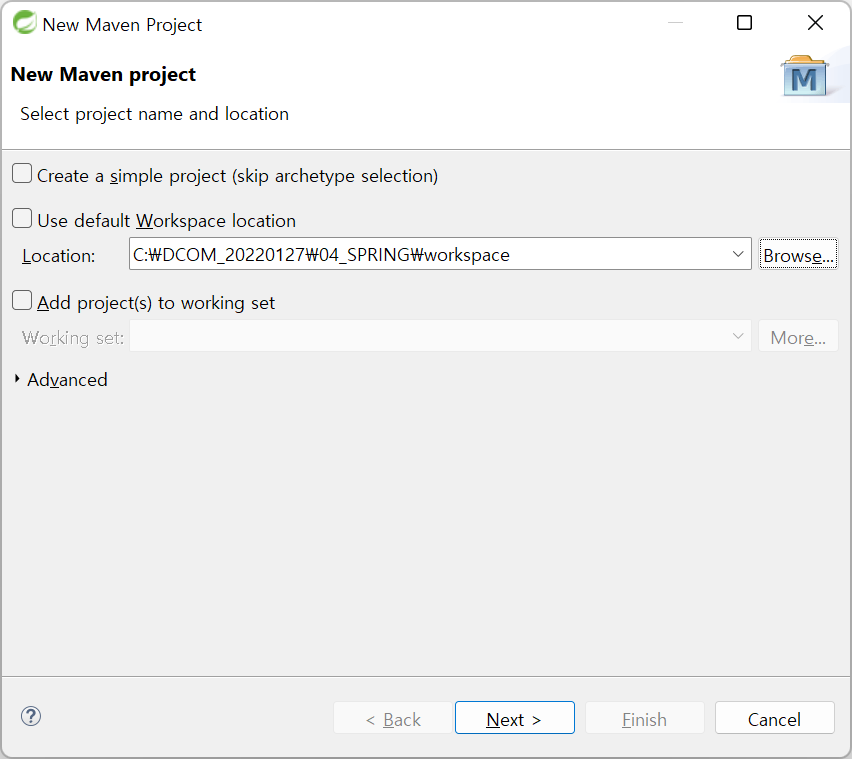 New Maven Project
New Maven project
M
Select project name and location
Create a simple project (skip archetype selection)
Use default Workspace location
Location: C:₩DCOM_20220127₩04_SPRING₩workspace Browse...
Add project(s) to working set
Working set: More...
Advanced
? < Back Next > Finish Cancel